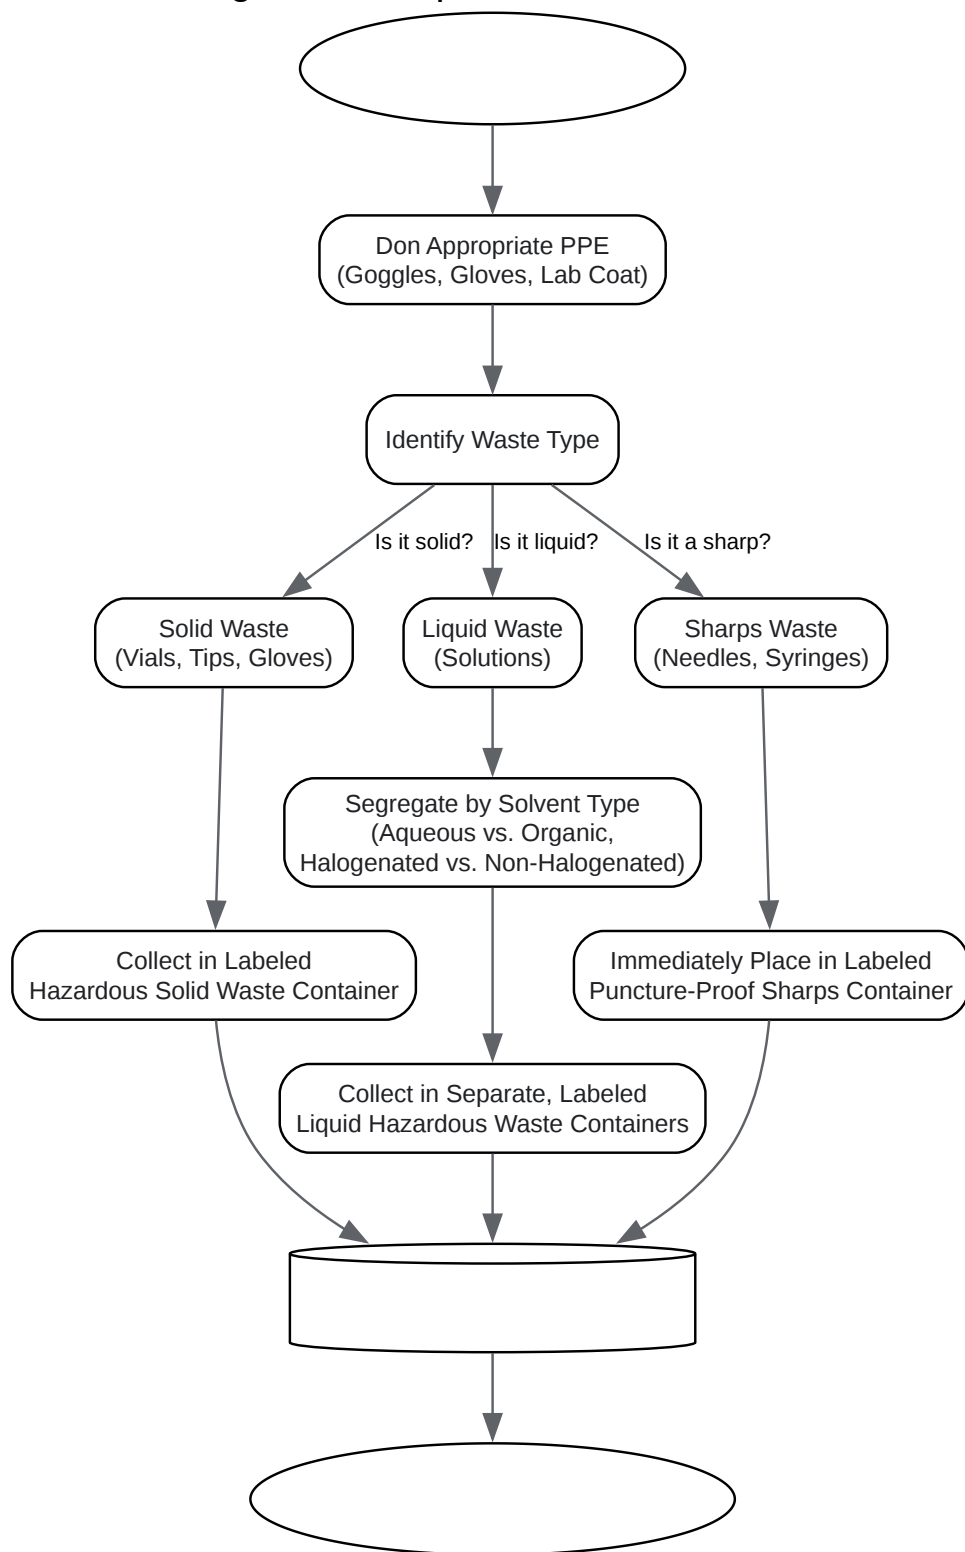 Don Appropriate PPE
(Goggles, Gloves, Lab Coat)
Identify Waste Type
Is it solid?
Is it liquid?
Is it a sharp?
Solid Waste
(Vials, Tips, Gloves)
Liquid Waste
(Solutions)
Sharps Waste
(Needles, Syringes)
Segregate by Solvent Type
(Aqueous vs. Organic,
Halogenated vs. Non-Halogenated)
Collect in Labeled
Hazardous Solid Waste Container
Immediately Place in Labeled
Puncture-Proof Sharps Container
Collect in Separate, Labeled
Liquid Hazardous Waste Containers